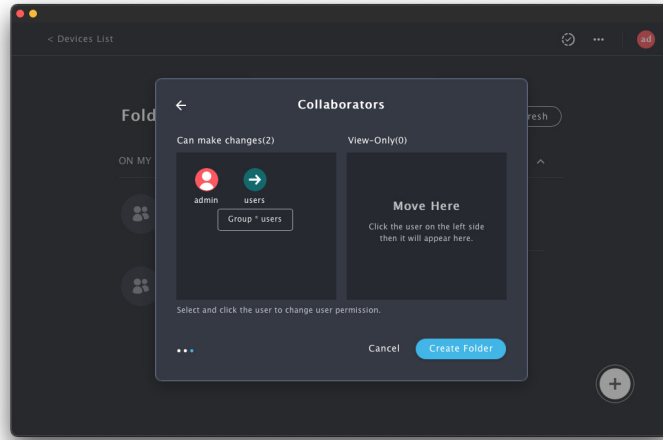 < Devices List
ad
Fold
resh
ON MY
Collaborators
Can make changes(2)
View-Only(0)
admin
users
Group * users
Move Here
Click the user on the left side
then it will appear here.
Select and click the user to change user permission.
Cancel
Create Folder